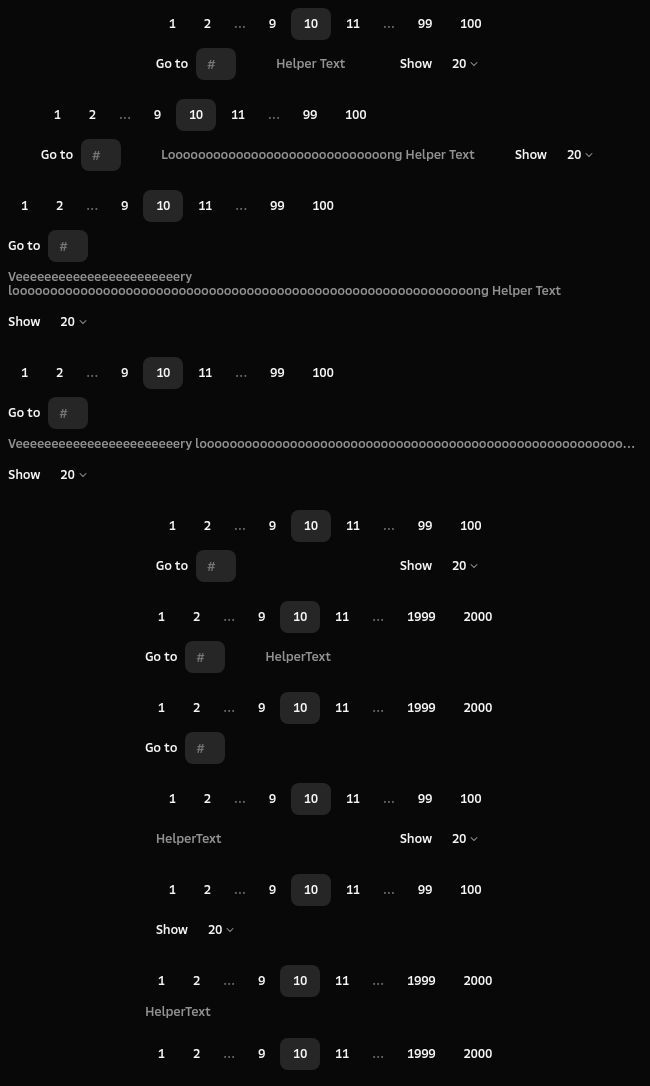 1 2 … 9 10 11 … 99 100
Go to # Helper Text Show 20
1 2 … 9 10 11 … 99 100
Go to # Looooooooooooooooooooooooooooong Helper Text Show 20
1 2 … 9 10 11 … 99 100
Go to #
Veeeeeeeeeeeeeeeeeeeeeeery
looooooooooooooooooooooooooooooooooooooooooooooooooooooooooooong Helper Text
Show 20
1 2 … 9 10 11 … 99 100
Go to #
Veeeeeeeeeeeeeeeeeeeeeeery loooooooooooooooooooooooooooooooooooooooooooooooooooooooo…
Show 20
1 2 … 9 10 11 … 99 100
Go to # Show 20
1 2 … 9 10 11 … 1999 2000
Go to # HelperText
1 2 … 9 10 11 … 1999 2000
Go to #
1 2 … 9 10 11 … 99 100
HelperText Show 20
1 2 … 9 10 11 … 99 100
Show 20
1 2 … 9 10 11 … 1999 2000
HelperText
1 2 … 9 10 11 … 1999 2000